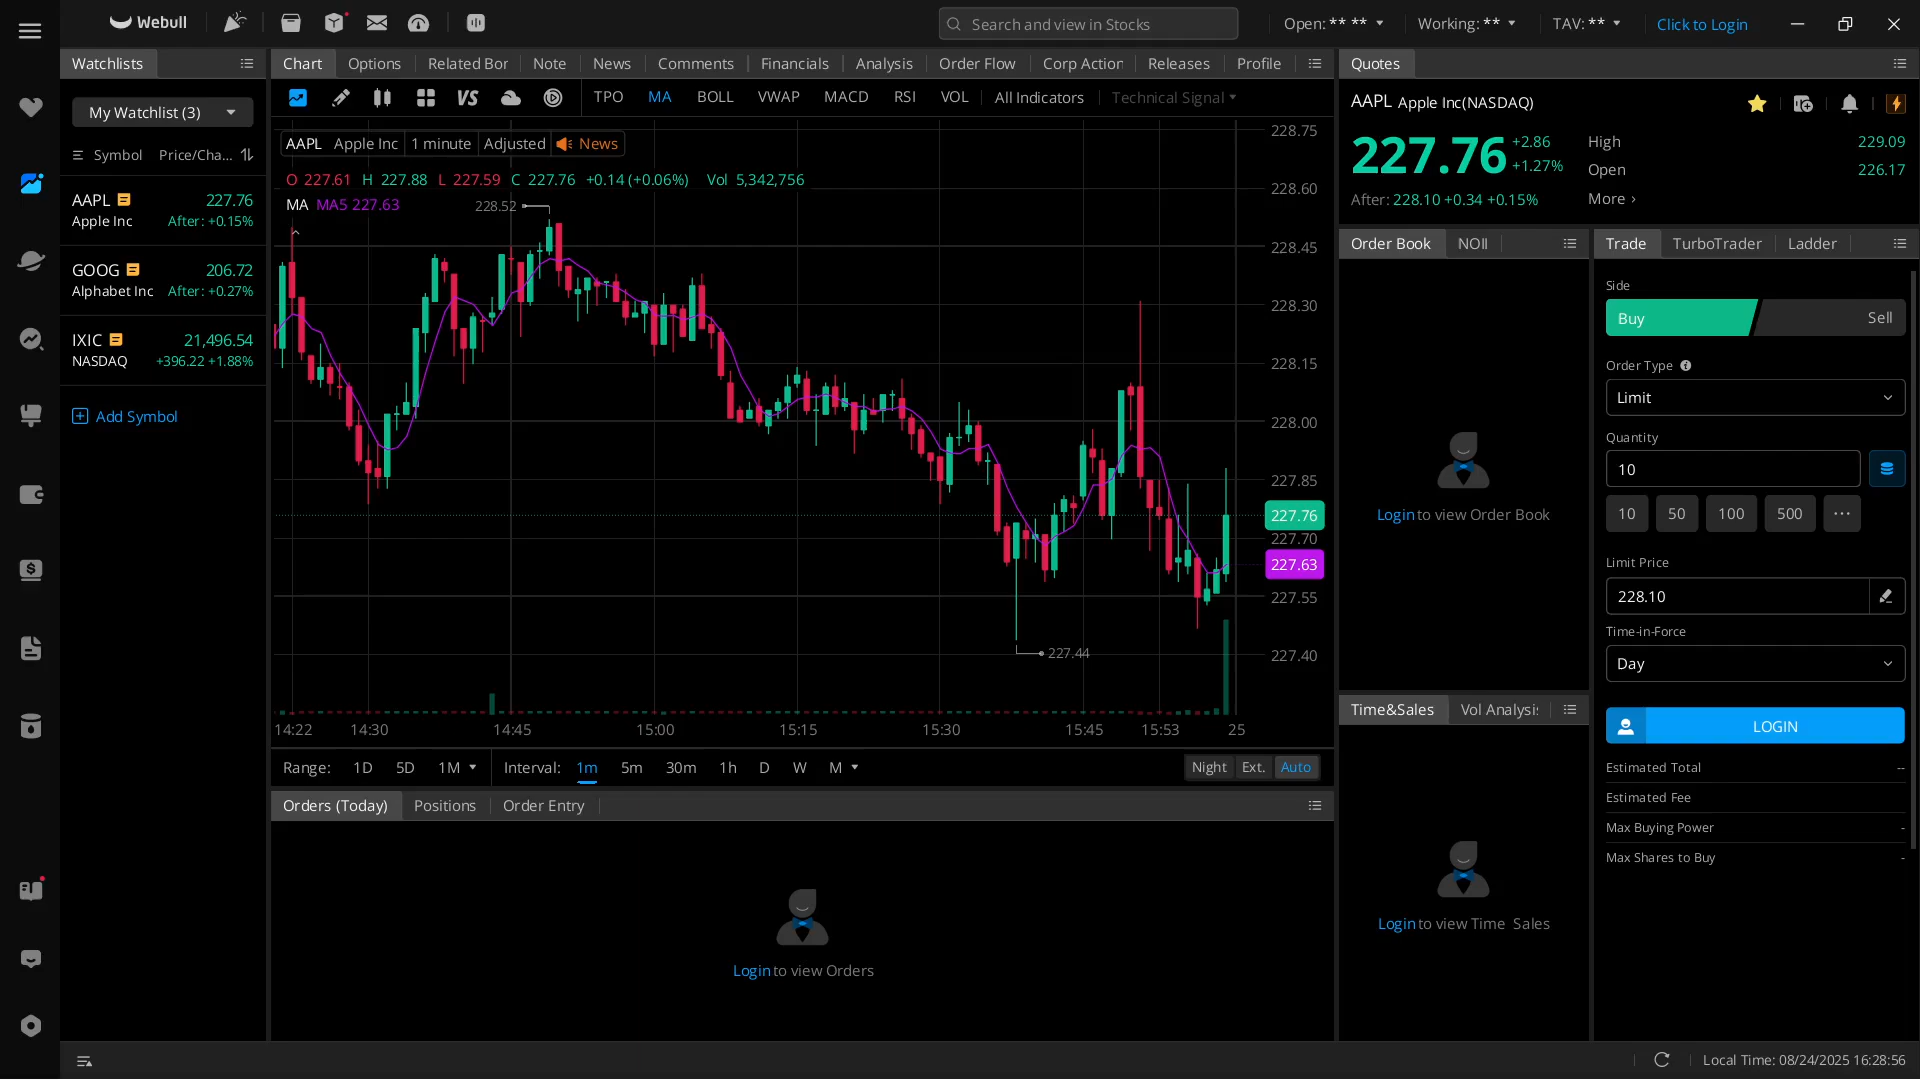 Webull
Search and view in Stocks
Open: ** **
Working: **
TAV: **
Click to Login
Watchlists
My Watchlist (3)
Symbol Price/Cha...
AAPL 227.76
Apple Inc After: +0.15%
GOOG 206.72
Alphabet Inc After: +0.27%
IXIC 21,496.54
NASDAQ +396.22 +1.88%
Add Symbol
Chart Options Related Bor Note News Comments Financials Analysis Order Flow Corp Action Releases Profile
VS TPO MA BOLL VWAP MACD RSI VOL All Indicators Technical Signal
AAPL Apple Inc 1 minute Adjusted News
O 227.61 H 227.88 L 227.59 C 227.76 +0.14 (+0.06%) Vol 5,342,756
MA MA5 227.63
228.52
227.44
228.75
228.60
228.45
228.30
228.15
228.00
227.85
227.76
227.70
227.63
227.55
227.40
14:22 14:30 14:45 15:00 15:15 15:30 15:45 15:53 25
Range: 1D 5D 1M Interval: 1m 5m 30m 1h D W M Night Ext. Auto
Orders (Today) Positions Order Entry
Login to view Orders
Quotes
AAPL Apple Inc(NASDAQ)
227.76 +2.86 +1.27%
After: 228.10 +0.34 +0.15%
High 229.09
Open 226.17
More ›
Order Book NOII
Login to view Order Book
Time&Sales Vol Analysis
Login to view Time Sales
Trade TurboTrader Ladder
Side
Buy Sell
Order Type
Limit
Quantity
10
10 50 100 500 ...
Limit Price
228.10
Time-in-Force
Day
LOGIN
Estimated Total --
Estimated Fee
Max Buying Power -
Max Shares to Buy -
Local Time: 08/24/2025 16:28:56